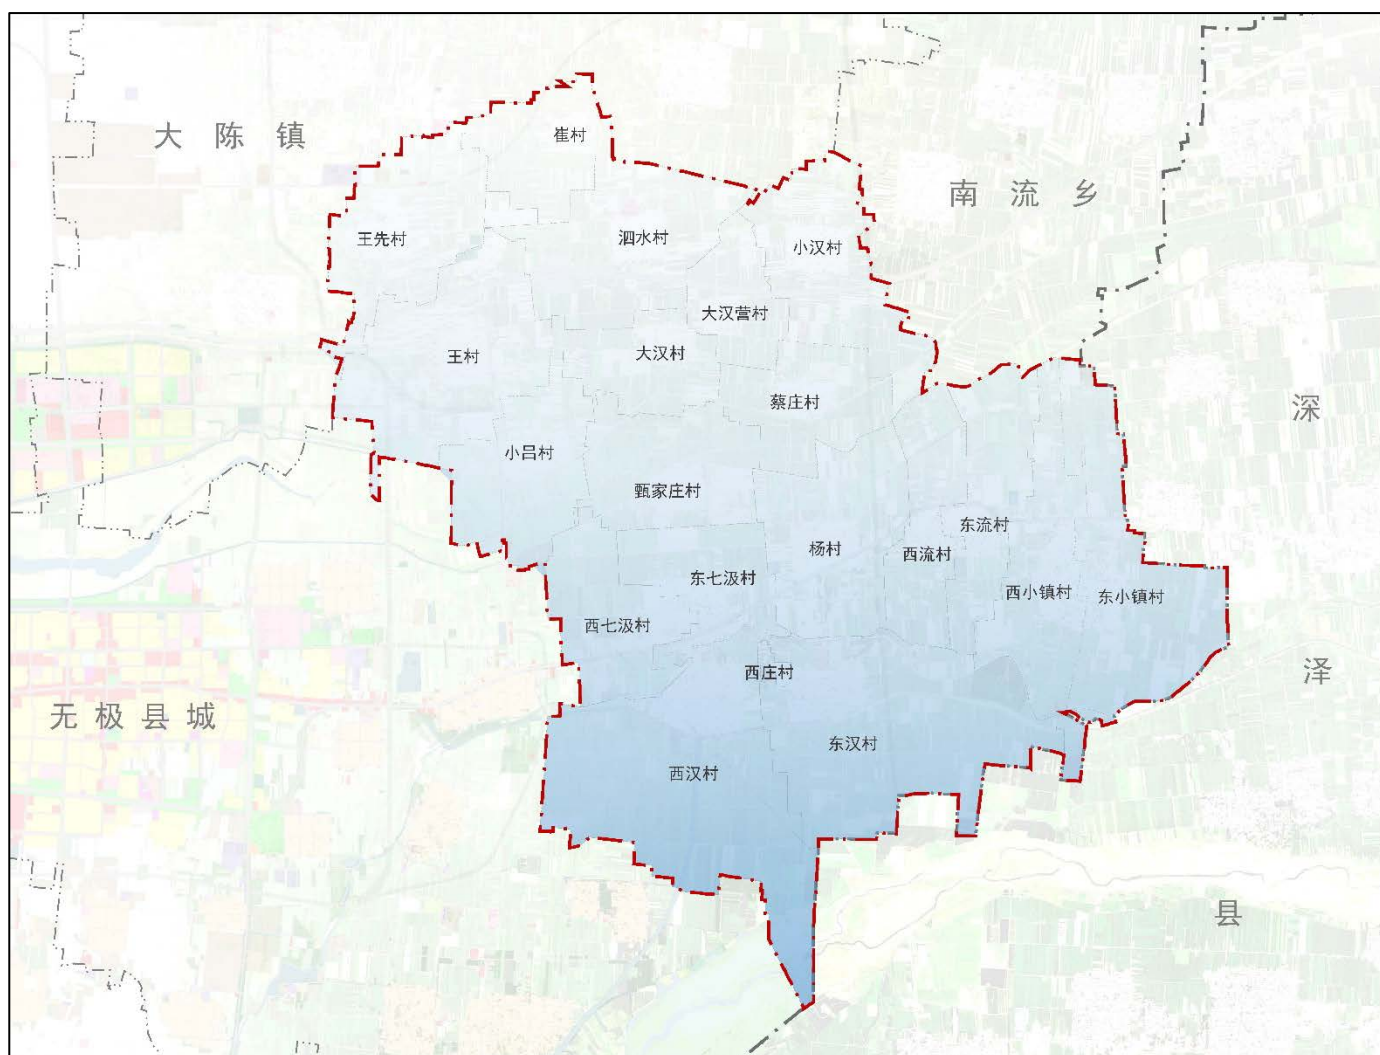 崔村
大陈镇
南流乡
王先村
泗水村
小汉村
大汉营村
王村
大汉村
蔡庄村
深
小吕村
甄家庄村
东流村
杨村
西流村
东七汲村
西小镇村
东小镇村
西七汲村
西庄村
泽
无极县城
东汉村
西汉村
县